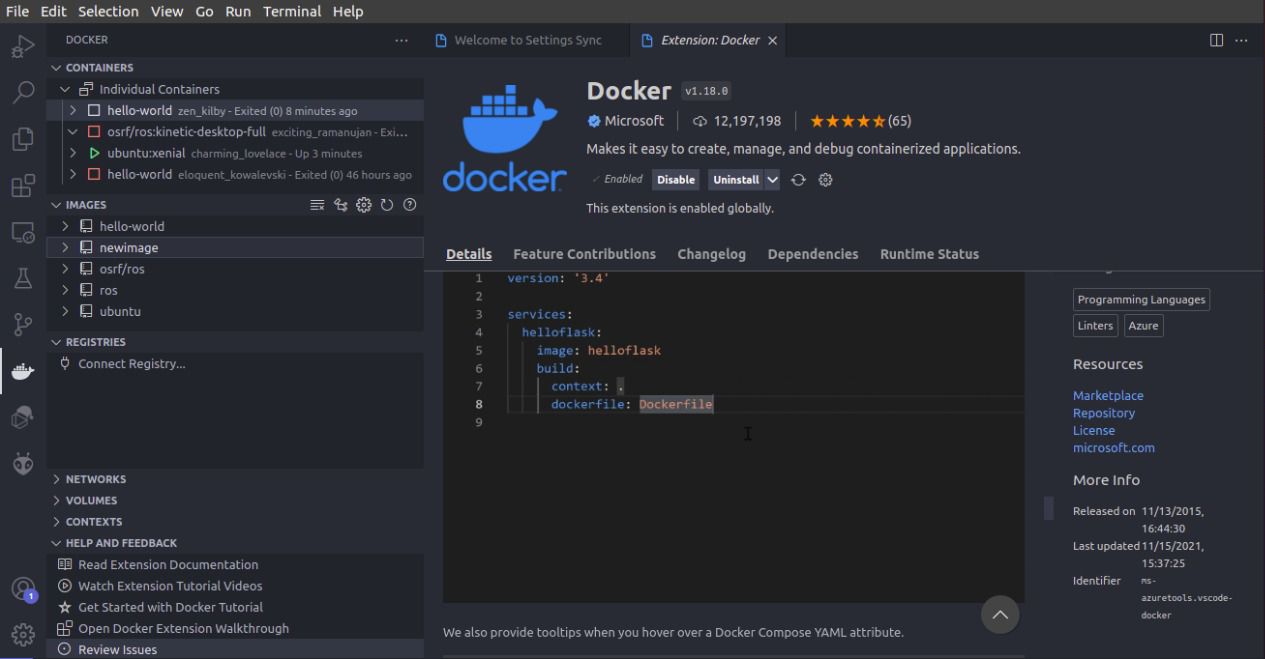 File Edit Selection View Go Run Terminal Help
DOCKER
Welcome to Settings Sync
Extension: Docker
CONTAINERS
Individual Containers
hello-world zen_kilby - Exited (0) 8 minutes ago
osrf/ros:kinetic-desktop-full exciting_ramanujan - Exi...
ubuntu:xenial charming_lovelace - Up 3 minutes
hello-world eloquent_kowalevski - Exited (0) 46 hours ago
IMAGES
hello-world
newimage
osrf/ros
ros
ubuntu
REGISTRIES
Connect Registry...
NETWORKS
VOLUMES
CONTEXTS
HELP AND FEEDBACK
Read Extension Documentation
Watch Extension Tutorial Videos
Get Started with Docker Tutorial
Open Docker Extension Walkthrough
Review Issues
1
docker
Docker v1.18.0
Microsoft 12,197,198 (65)
Makes it easy to create, manage, and debug containerized applications.
Enabled Disable Uninstall
This extension is enabled globally.
Details Feature Contributions Changelog Dependencies Runtime Status
1 version: '3.4'
2
3 services:
4 helloflask:
5 image: helloflask
6 build:
7 context: .
8 dockerfile: Dockerfile
9
We also provide tooltips when you hover over a Docker Compose YAML attribute.
Programming Languages
Linters Azure
Resources
Marketplace
Repository
License
microsoft.com
More Info
Released on 11/13/2015,
16:44:30
Last updated 11/15/2021,
15:37:25
Identifier ms-
azuretools.vscode-
docker